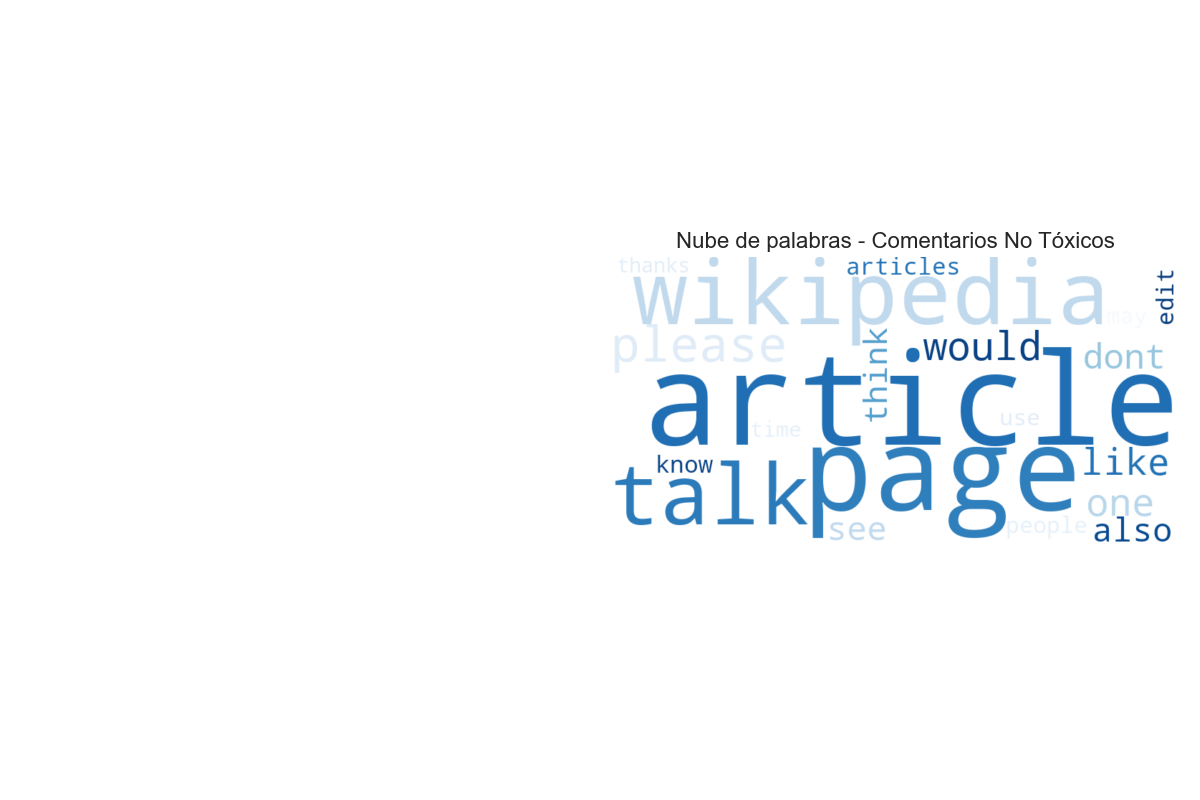 Nube de palabras - Comentarios No Tóxicos
thanks
wikipedia
articles
edit
may
please
think
would
dont
article
time
use
know
talk
page
like
one
see
people
also